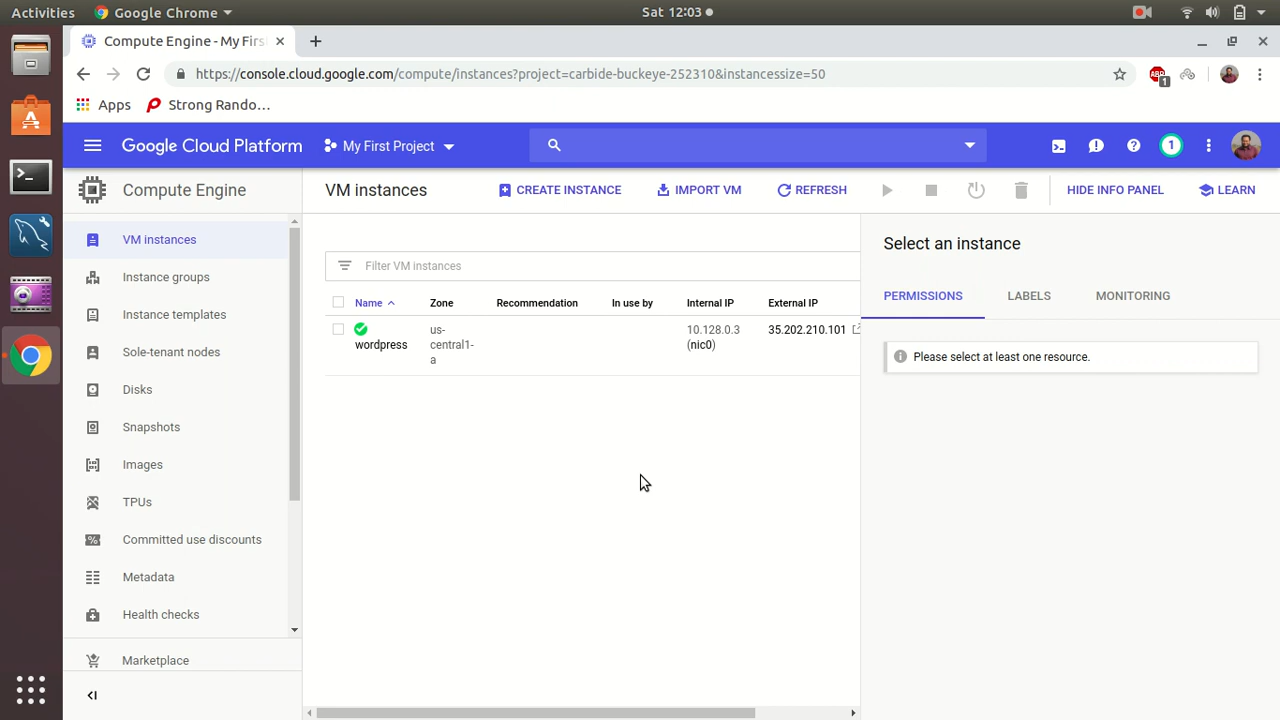 Activities
Google Chrome
Sat 12:03
Compute Engine - My Firs
https://console.cloud.google.com/compute/instances?project=carbide-buckeye-252310&instancessize=50
ABP
1
Apps
Strong Rando...
Google Cloud Platform
My First Project
1
Compute Engine
VM instances
CREATE INSTANCE
IMPORT VM
REFRESH
HIDE INFO PANEL
LEARN
VM instances
Instance groups
Instance templates
Sole-tenant nodes
Disks
Snapshots
Images
TPUs
Committed use discounts
Metadata
Health checks
Marketplace
Filter VM instances
Name
Zone
Recommendation
In use by
Internal IP
External IP
wordpress
us-
central1-
a
10.128.0.3
(nic0)
35.202.210.101
Select an instance
PERMISSIONS
LABELS
MONITORING
Please select at least one resource.